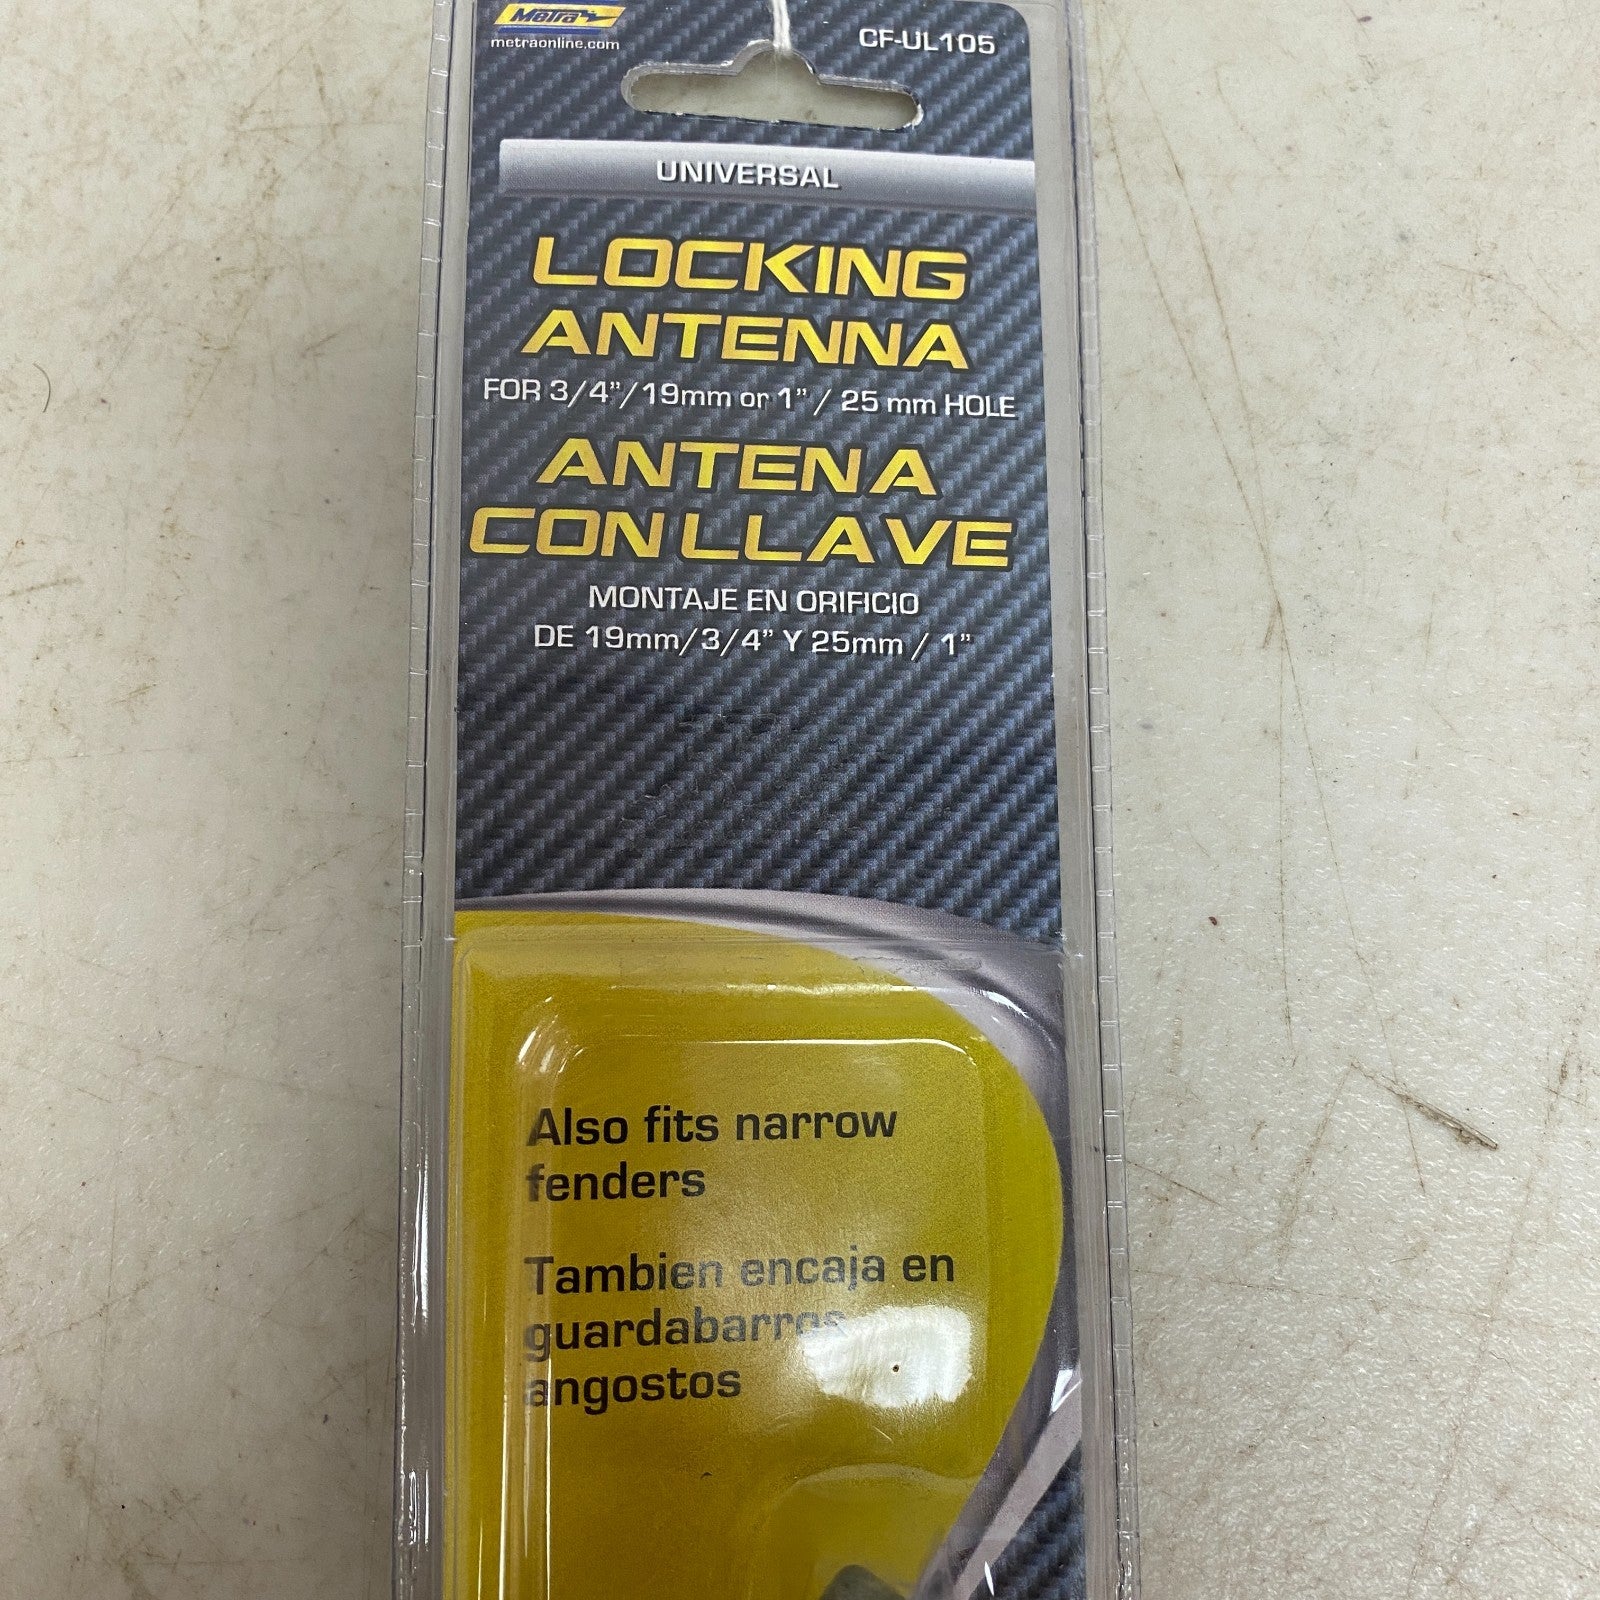 Metra
metraonline.com
CF-UL105
UNIVERSAL
LOCKING
ANTENNA
FOR 3/4”/19mm or 1” / 25 mm HOLE
ANTENA
CON LLAVE
MONTAJE EN ORIFICIO
DE 19mm/3/4” Y 25mm / 1”
Also fits narrow
fenders
Tambien encaja en
guardabarros
angostos